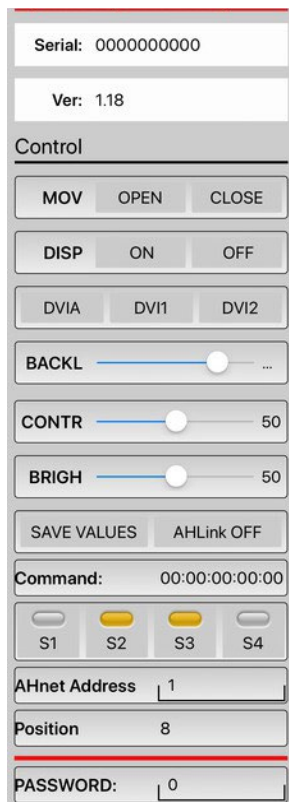 Serial: 0000000000
Ver: 1.18
Control
MOV OPEN CLOSE
DISP ON OFF
DVIA DVI1 DVI2
BACKL ...
CONTR 50
BRIGH 50
SAVE VALUES AHLink OFF
Command: 00:00:00:00:00
S1 S2 S3 S4
AHnet Address 1
Position 8
PASSWORD: 0